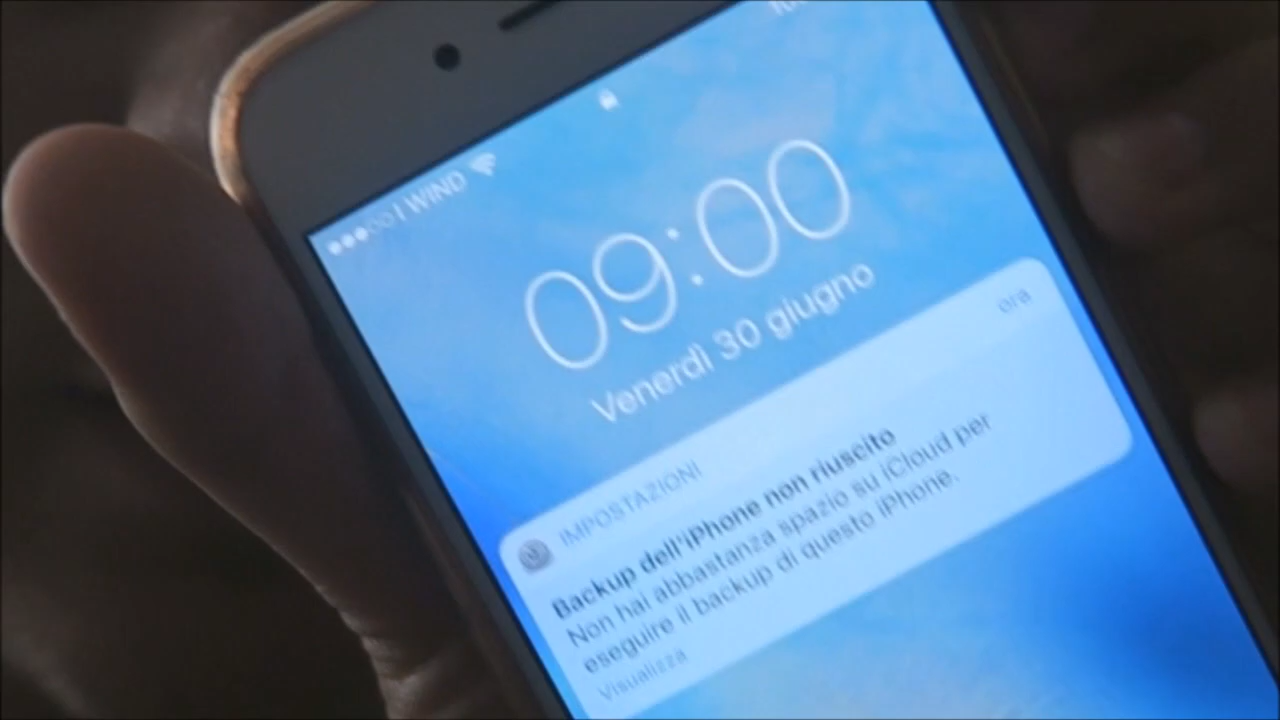 I WIND
09:00
Venerdì 30 giugno
IMPOSTAZIONI
ora
Backup dell'iPhone non riuscito
Non hai abbastanza spazio su iCloud per
eseguire il backup di questo iPhone.
Visualizza